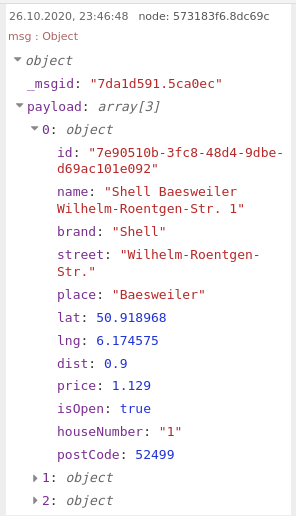 26.10.2020, 23:46:48 node: 573183f6.8dc69c
msg : Object
object
_msgid: "7da1d591.5ca0ec"
payload: array[3]
0: object
id: "7e90510b-3fc8-48d4-9dbe-
d69ac101e092"
name: "Shell Baesweiler
Wilhelm-Roentgen-Str. 1"
brand: "Shell"
street: "Wilhelm-Roentgen-
Str."
place: "Baesweiler"
lat: 50.918968
lng: 6.174575
dist: 0.9
price: 1.129
isOpen: true
houseNumber: "1"
postCode: 52499
1: object
2: object